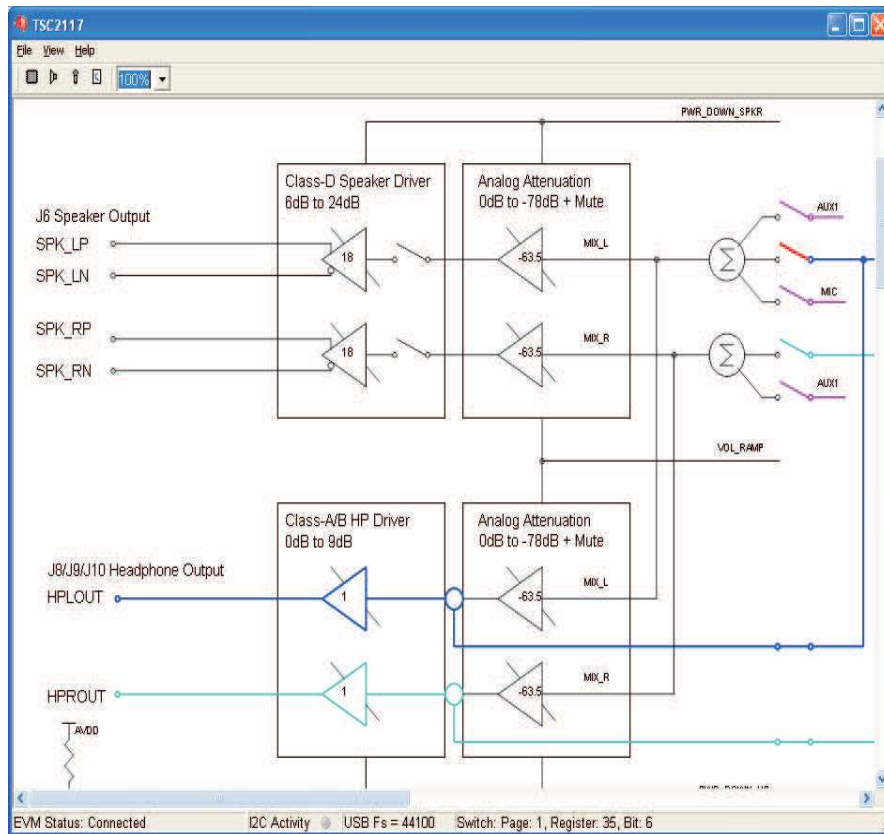 TSC2117
File View Help
100%
PWR_DOWN_SPKR
Class-D Speaker Driver
6dB to 24dB
Analog Attenuation
0dB to -78dB + Mute
J6 Speaker Output
AUX1
SPK_LP
18
-63.5
MIX_L
Σ
SPK_LN
MIC
SPK_RP
18
-63.5
MIX_R
Σ
SPK_RN
AUX1
VOL_RAMP
Class-A/B HP Driver
0dB to 9dB
Analog Attenuation
0dB to -78dB + Mute
J8/J9/J10 Headphone Output
HPLOUT
1
-63.5
MIX_L
HPROUT
1
-63.5
MIX_R
AVDD
EVM Status: Connected
I2C Activity
USB Fs = 44100
Switch: Page: 1, Register: 35, Bit: 6